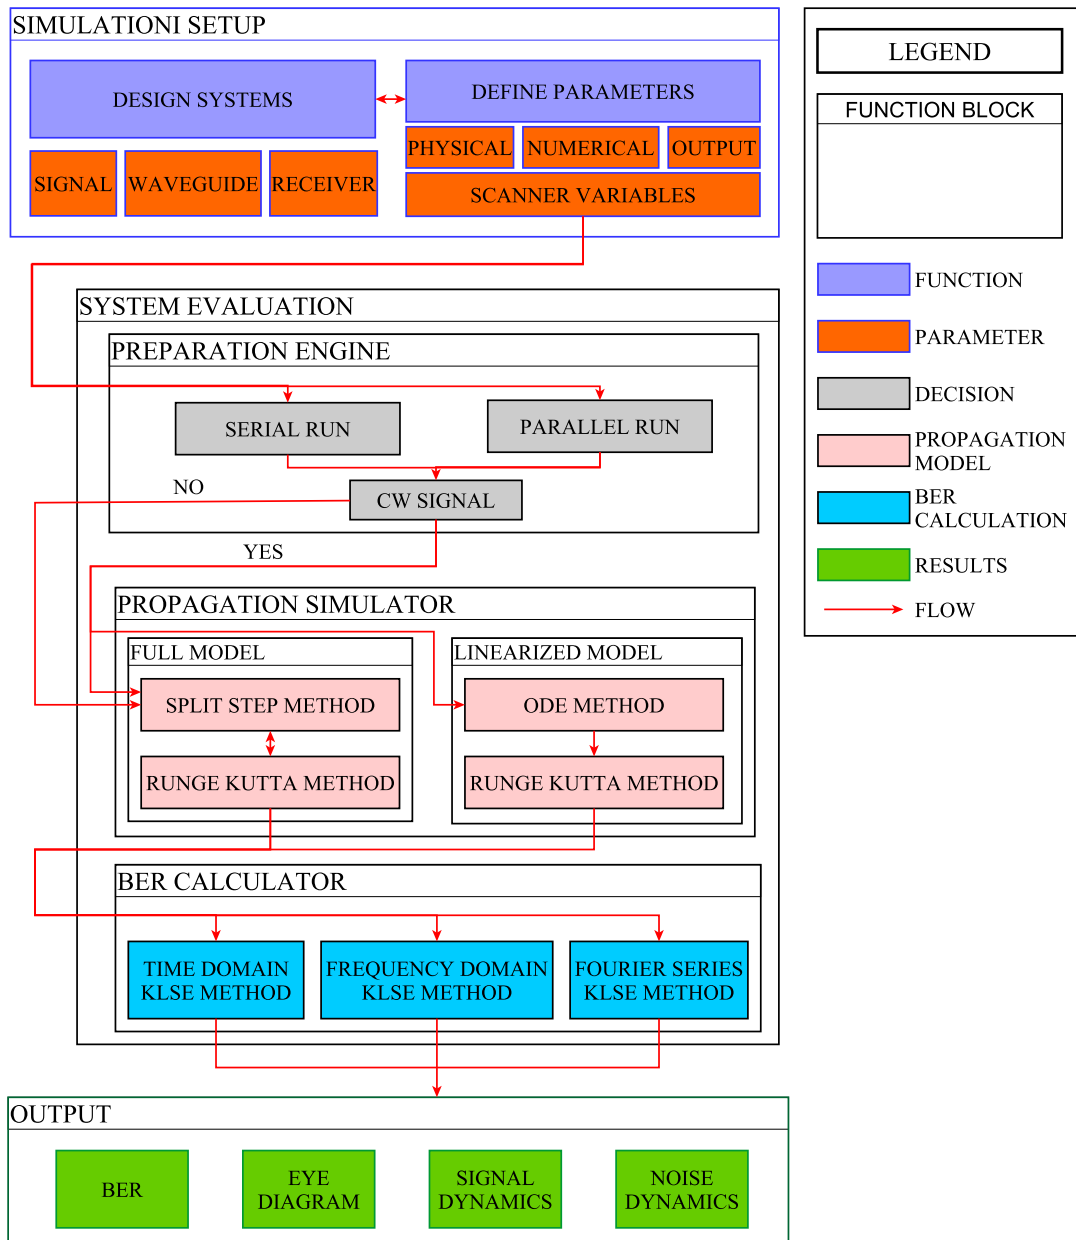 SIMULATIONI SETUP
DESIGN SYSTEMS
DEFINE PARAMETERS
PHYSICAL
NUMERICAL
OUTPUT
SIGNAL
WAVEGUIDE
RECEIVER
SCANNER VARIABLES
SYSTEM EVALUATION
PREPARATION ENGINE
SERIAL RUN
PARALLEL RUN
NO
CW SIGNAL
YES
PROPAGATION SIMULATOR
FULL MODEL
LINEARIZED MODEL
SPLIT STEP METHOD
ODE METHOD
RUNGE KUTTA METHOD
RUNGE KUTTA METHOD
BER CALCULATOR
TIME DOMAIN
KLSE METHOD
FREQUENCY DOMAIN
KLSE METHOD
FOURIER SERIES
KLSE METHOD
OUTPUT
BER
EYE
DIAGRAM
SIGNAL
DYNAMICS
NOISE
DYNAMICS
LEGEND
FUNCTION BLOCK
FUNCTION
PARAMETER
DECISION
PROPAGATION
MODEL
BER
CALCULATION
RESULTS
FLOW